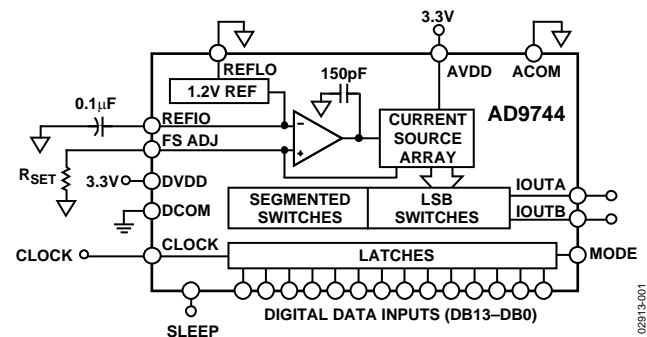 3.3V
REFLO
1.2V REF
150pF
AVDD
ACOM
AD9744
0.1μF
REFIO
–
+
CURRENT
SOURCE
ARRAY
FS ADJ
RSET
3.3V
DVDD
DCOM
SEGMENTED
SWITCHES
LSB
SWITCHES
IOUTA
IOUTB
CLOCK
CLOCK
LATCHES
MODE
SLEEP
DIGITAL DATA INPUTS (DB13–DB0)
02913-001